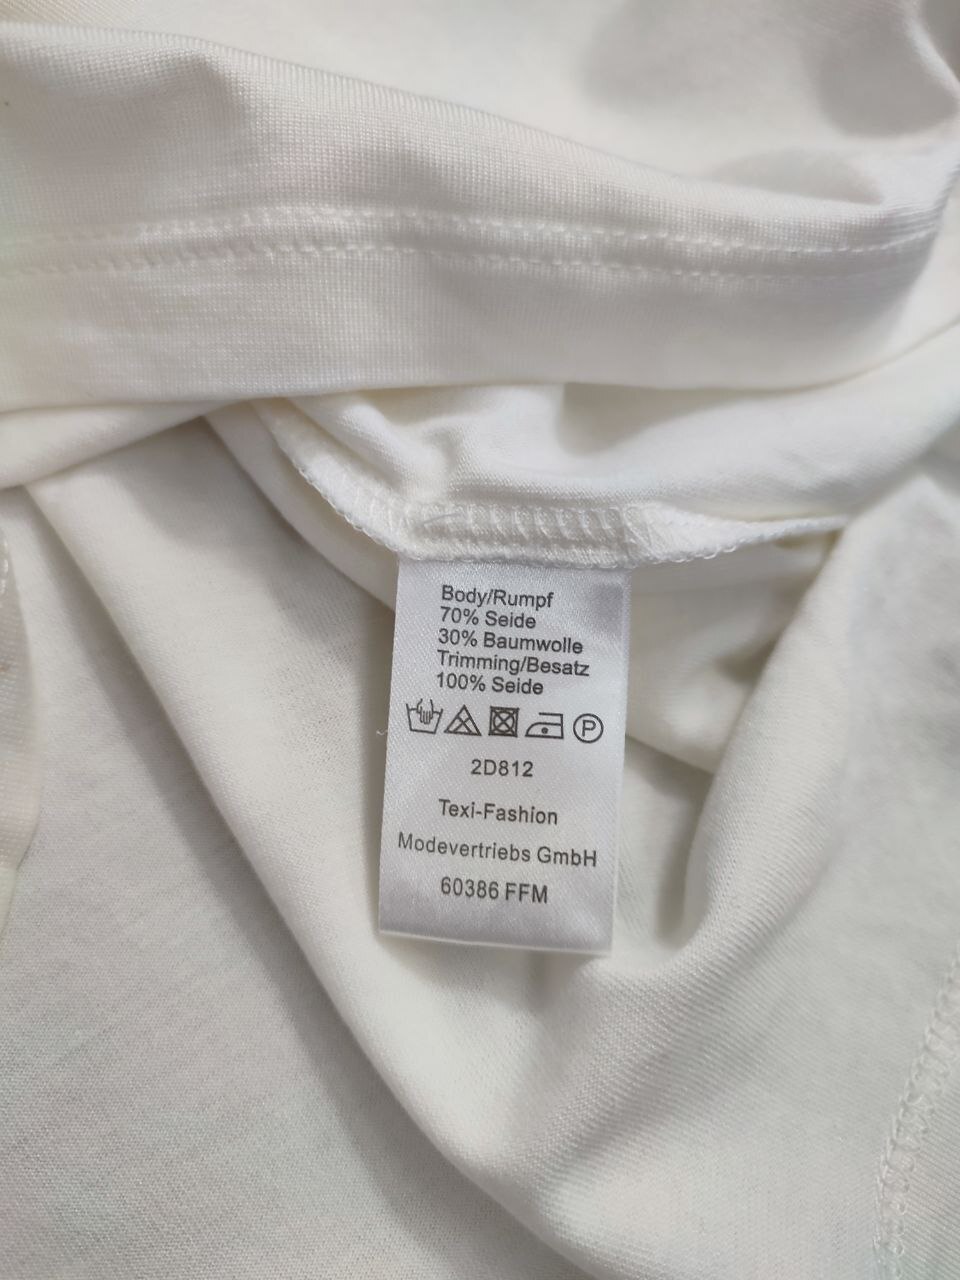 Body/Rumpf
70% Seide
30% Baumwolle
Trimming/Besatz
100% Seide
P
2D812
Texi-Fashion
Modevertriebs GmbH
60386 FFM